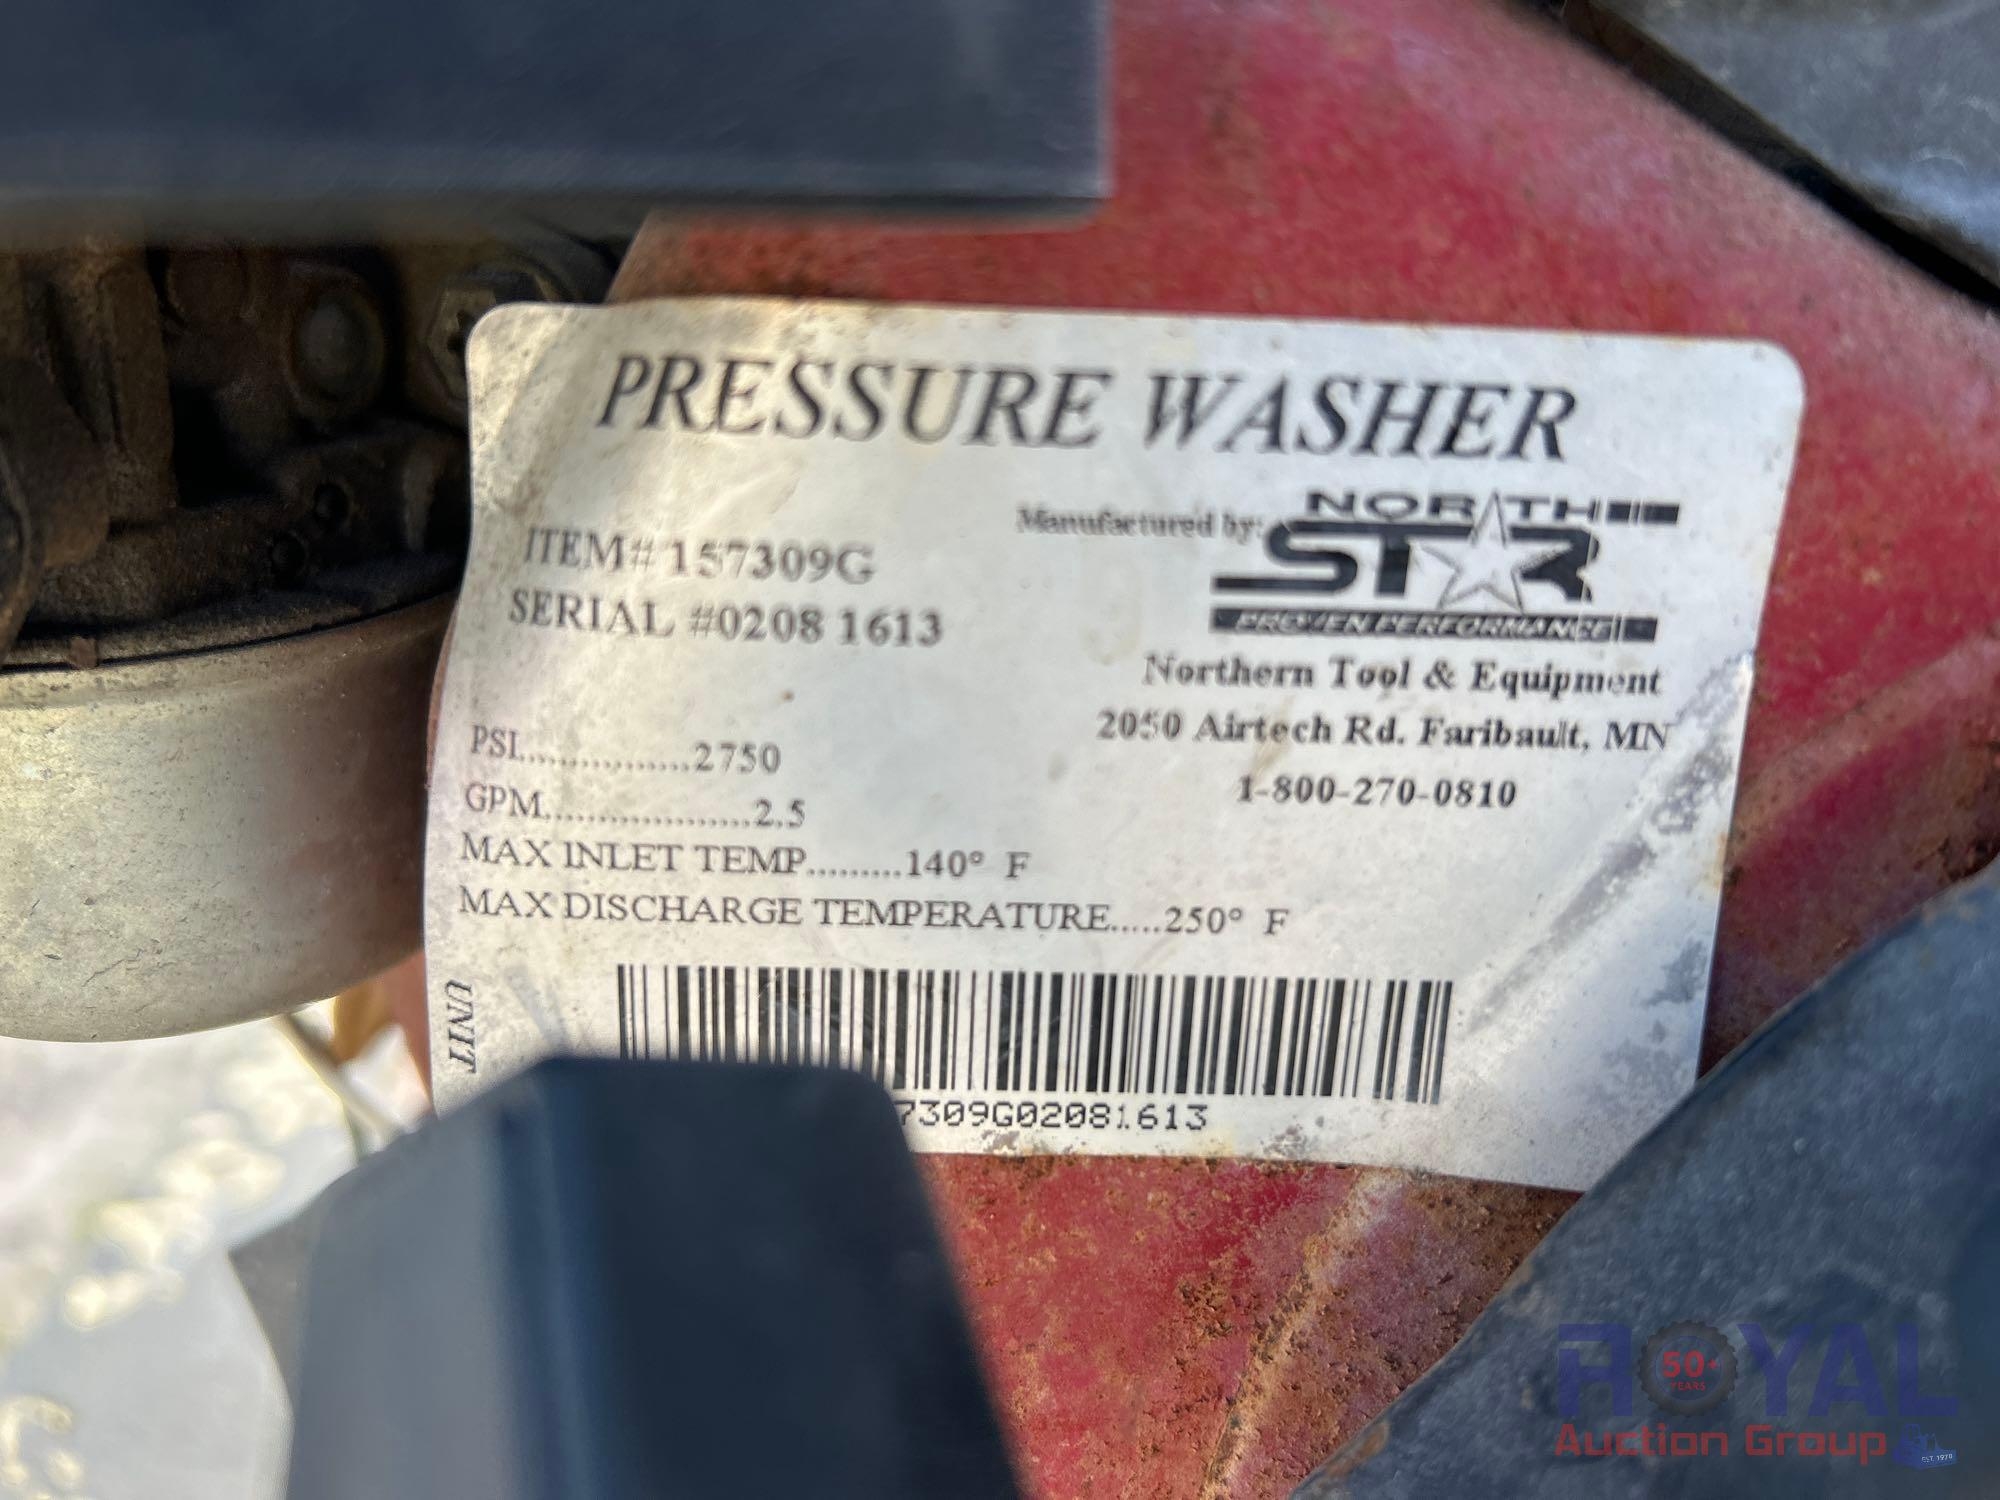 PRESSURE WASHER
ITEM# 157309G
SERIAL #0208 1613
Manufactured by:
NORTH
STAR
PROVEN PERFORMANCE
Northern Tool & Equipment
2050 Airtech Rd. Faribault, MN
1-800-270-0810
PSI................2750
GPM...................2.5
MAX INLET TEMP.........140° F
MAX DISCHARGE TEMPERATURE.....250° F
UNIT
7309G02081613
ROYAL
50+
YEARS
Auction Group
EST. 1970